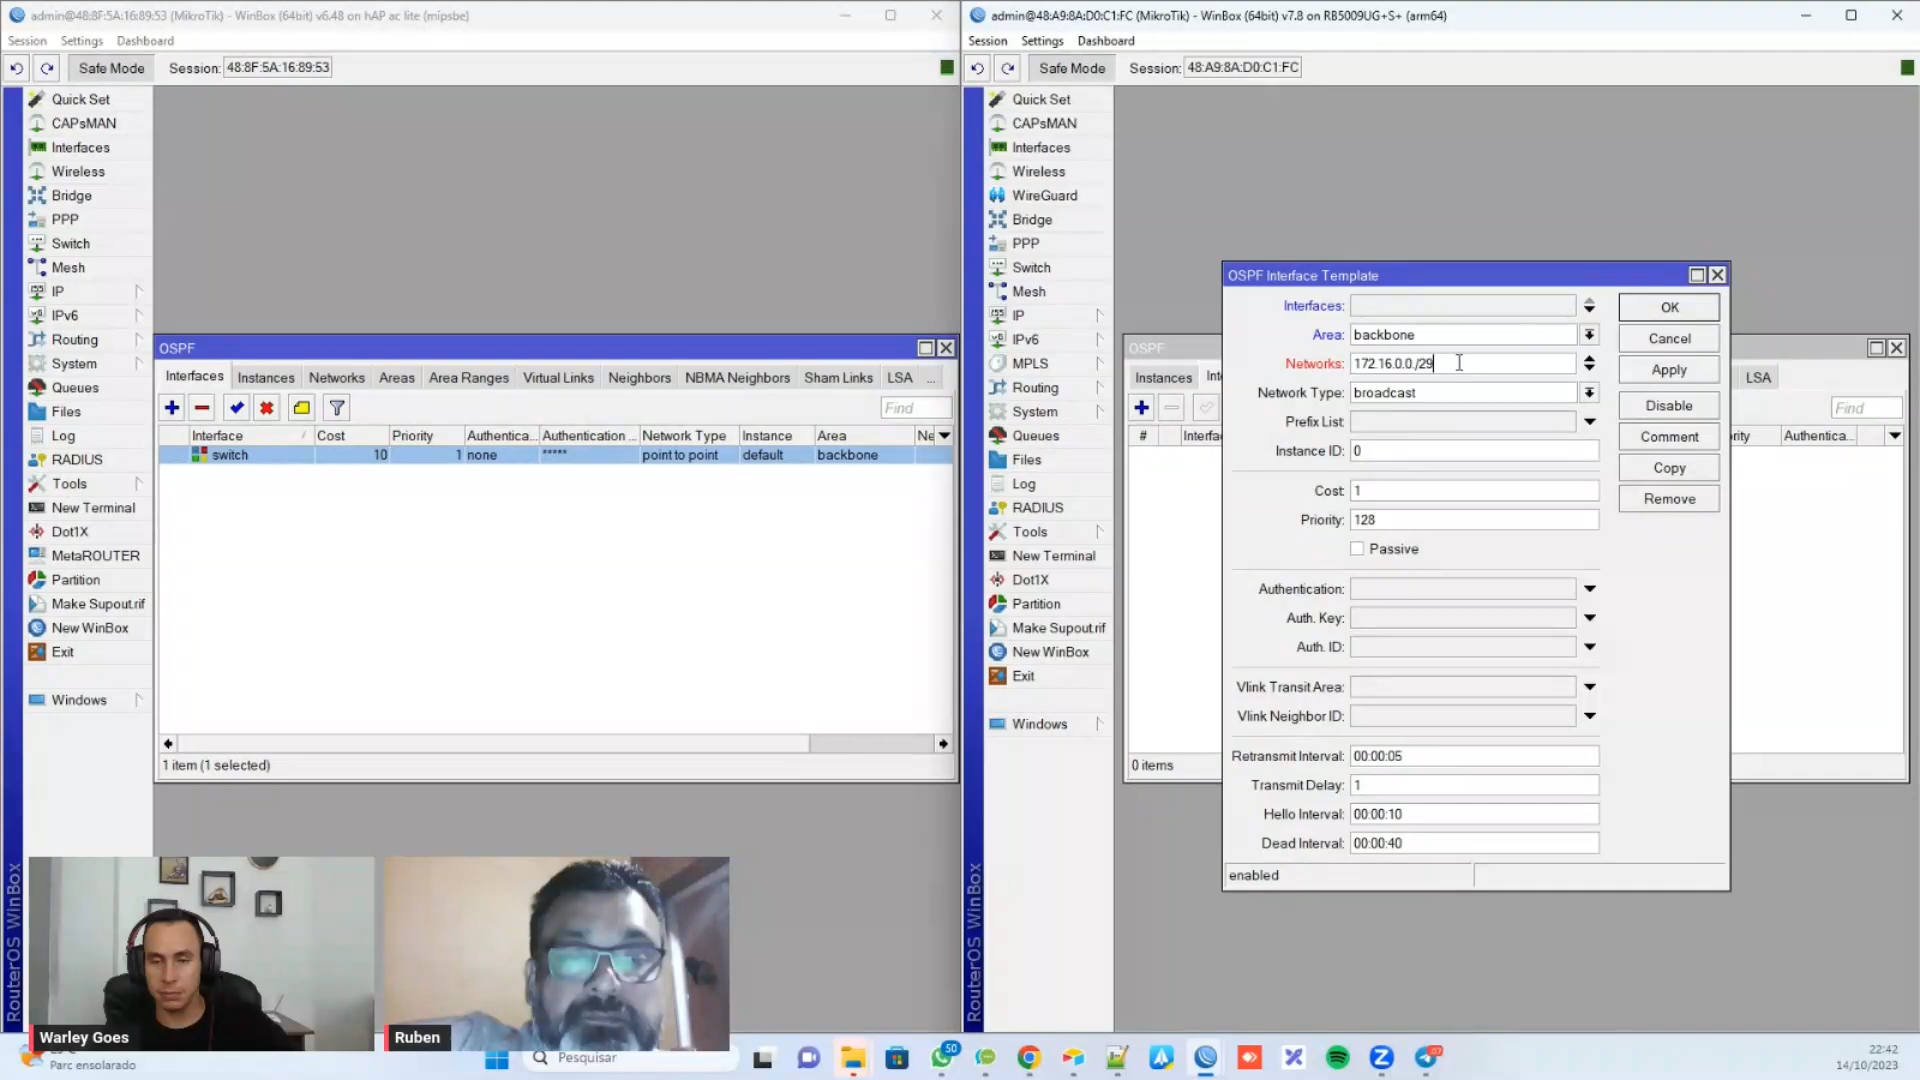 admin@48:8F:5A:16:89:53 (MikroTik) - WinBox (64bit) v6.48 on hAP ac lite (mipsbe)
Session Settings Dashboard
Safe Mode Session: 48:8F:5A:16:89:53
Quick Set
CAPsMAN
Interfaces
Wireless
Bridge
PPP
Switch
Mesh
IP
IPv6
Routing
System
Queues
Files
Log
RADIUS
Tools
New Terminal
Dot1X
MetaROUTER
Partition
Make Supout.rif
New WinBox
Exit
Windows
RouterOS WinBox
OSPF
Interfaces Instances Networks Areas Area Ranges Virtual Links Neighbors NBMA Neighbors Sham Links LSA ...
Find
Interface Cost Priority Authentica... Authentication ... Network Type Instance Area Ne
switch 10 1 none ***** point to point default backbone
1 item (1 selected)
admin@48:A9:8A:D0:C1:FC (MikroTik) - WinBox (64bit) v7.8 on RB5009UG+S+ (arm64)
Session Settings Dashboard
Safe Mode Session: 48:A9:8A:D0:C1:FC
Quick Set
CAPsMAN
Interfaces
Wireless
WireGuard
Bridge
PPP
Switch
Mesh
IP
IPv6
MPLS
Routing
System
Queues
Files
Log
RADIUS
Tools
New Terminal
Dot1X
Partition
Make Supout.rif
New WinBox
Exit
Windows
RouterOS WinBox
OSPF
Instances Inte LSA
Find
# Interfac ority Authentica...
0 items
OSPF Interface Template
Interfaces:
Area: backbone
Networks: 172.16.0.0./29
Network Type: broadcast
Prefix List:
Instance ID: 0
Cost: 1
Priority: 128
Passive
Authentication:
Auth. Key:
Auth. ID:
Vlink Transit Area:
Vlink Neighbor ID:
Retransmit Interval: 00:00:05
Transmit Delay: 1
Hello Interval: 00:00:10
Dead Interval: 00:00:40
enabled
OK
Cancel
Apply
Disable
Comment
Copy
Remove
Warley Goes
Ruben
Parc ensolarado
Pesquisar
50
22:42
14/10/2023